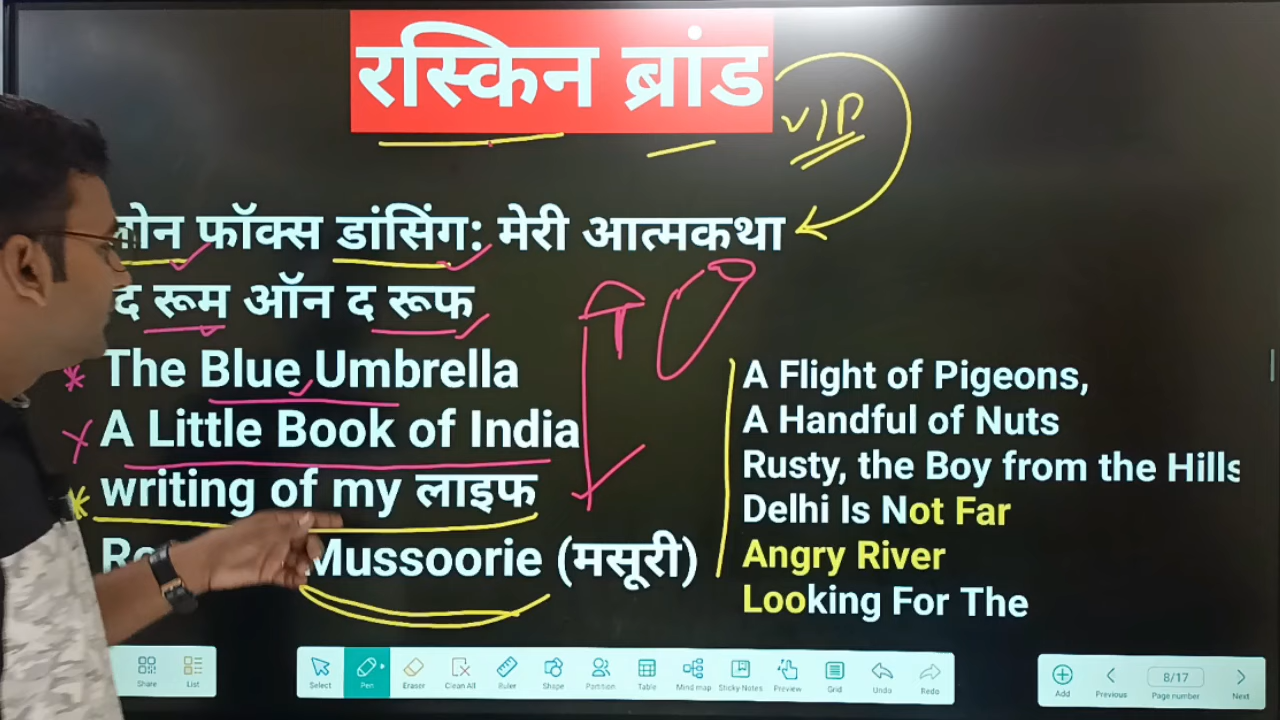 रस्किन ब्रांड
VIP
लोन फॉक्स डांसिंग: मेरी आत्मकथा
द रूम ऑन द रूफ
The Blue Umbrella
A Little Book of India
writing of my लाइफ
Mussoorie (मसूरी)
A Flight of Pigeons,
A Handful of Nuts
Rusty, the Boy from the Hills
Delhi Is Not Far
Angry River
Looking For The
Share
List
Select
Pen
Eraser
Clean All
Ruler
Shape
Partition
Table
Mind map
Sticky Notes
Preview
Grid
Undo
Redo
Add
Previous
8/17
Page number
Next